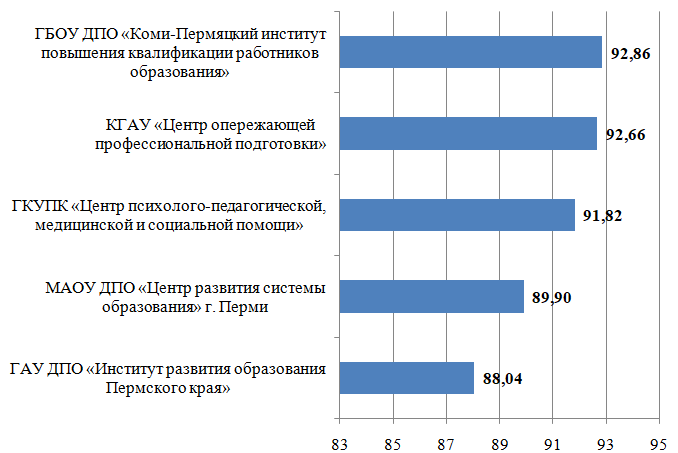 ГБОУ ДПО «Коми-Пермяцкий институт
повышения квалификации работников
образования»
92,86
КГАУ «Центр опережающей
профессиональной подготовки»
92,66
ГКУПК «Центр психолого-педагогической,
медицинской и социальной помощи»
91,82
МАОУ ДПО «Центр развития системы
образования» г. Перми
89,90
ГАУ ДПО «Институт развития образования
Пермского края»
88,04
83 85 87 89 91 93 95